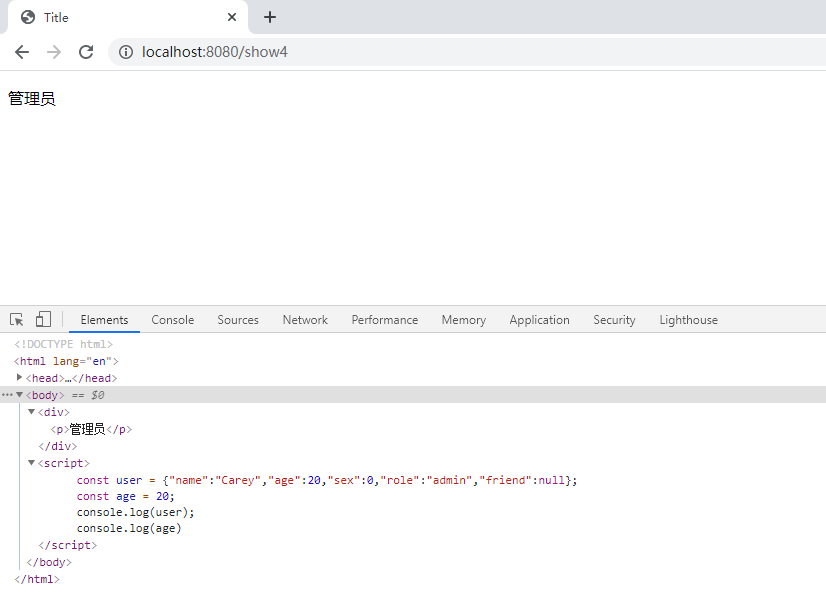 Title
localhost:8080/show4
管理员
Elements Console Sources Network Performance Memory Application Security Lighthouse
<!DOCTYPE html>
<html lang="en">
<head>…</head>
<body> == $0
<div>
<p>管理员</p>
</div>
<script>
const user = {"name":"Carey","age":20,"sex":0,"role":"admin","friend":null};
const age = 20;
console.log(user);
console.log(age)
</script>
</body>
</html>